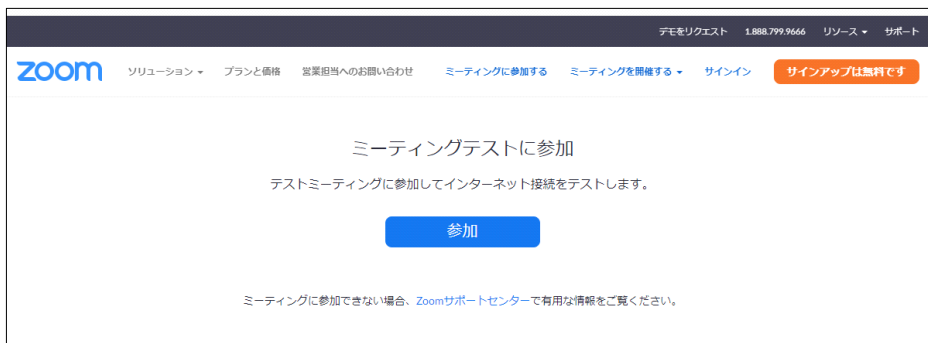 デモをリクエスト 1.888.799.9666 リソース サポート
zoom ソリューション プランと価格 営業担当へのお問い合わせ ミーティングに参加する ミーティングを開催する サインイン サインアップは無料です
ミーティングテストに参加
テストミーティングに参加してインターネット接続をテストします。
参加
ミーティングに参加できない場合、Zoomサポートセンターで有用な情報をご覧ください。